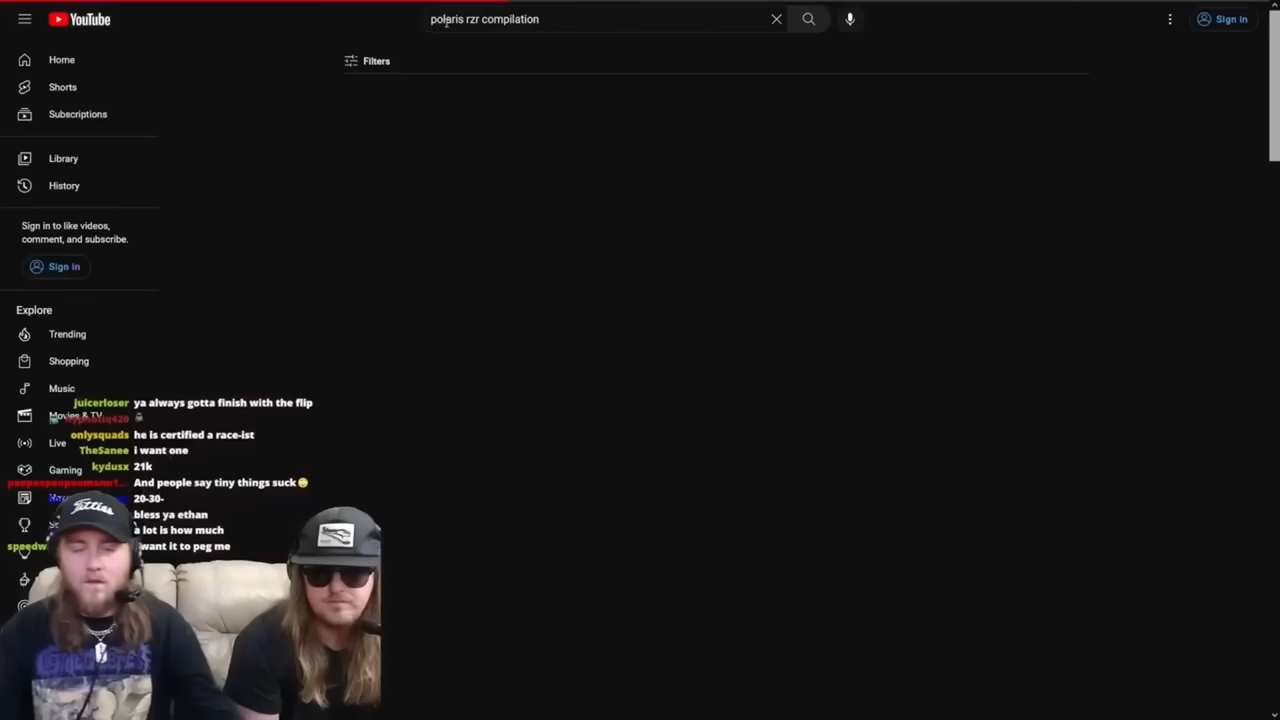 YouTube
polaris rzr compilation
Sign in
Home
Filters
Shorts
Subscriptions
Library
History
Sign in to like videos,
comment, and subscribe.
Sign in
Explore
Trending
Shopping
Music
juicerloser ya always gotta finish with the flip
Movies & TV
hypnotiq420
onlysquads he is certified a race-ist
Live
TheSanee i want one
kydusx 21k
Gaming
And people say tiny things suck
20-30-
bless ya ethan
a lot is how much
want it to peg me